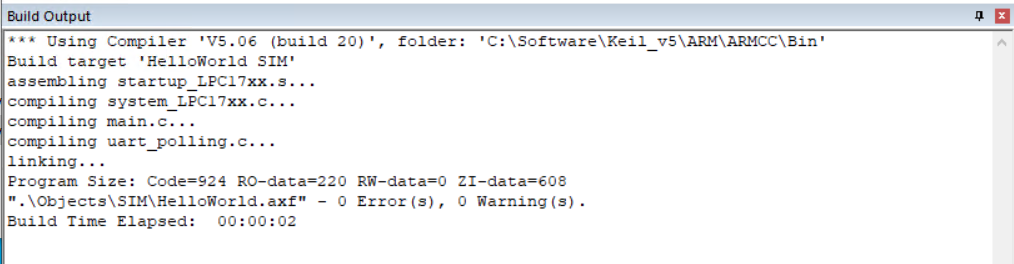 Build Output
*** Using Compiler 'V5.06 (build 20)', folder: 'C:\Software\Keil_v5\ARM\ARMCC\Bin'
Build target 'HelloWorld SIM'
assembling startup_LPC17xx.s...
compiling system_LPC17xx.c...
compiling main.c...
compiling uart_polling.c...
linking...
Program Size: Code=924 RO-data=220 RW-data=0 ZI-data=608
".\Objects\SIM\HelloWorld.axf" - 0 Error(s), 0 Warning(s).
Build Time Elapsed:  00:00:02